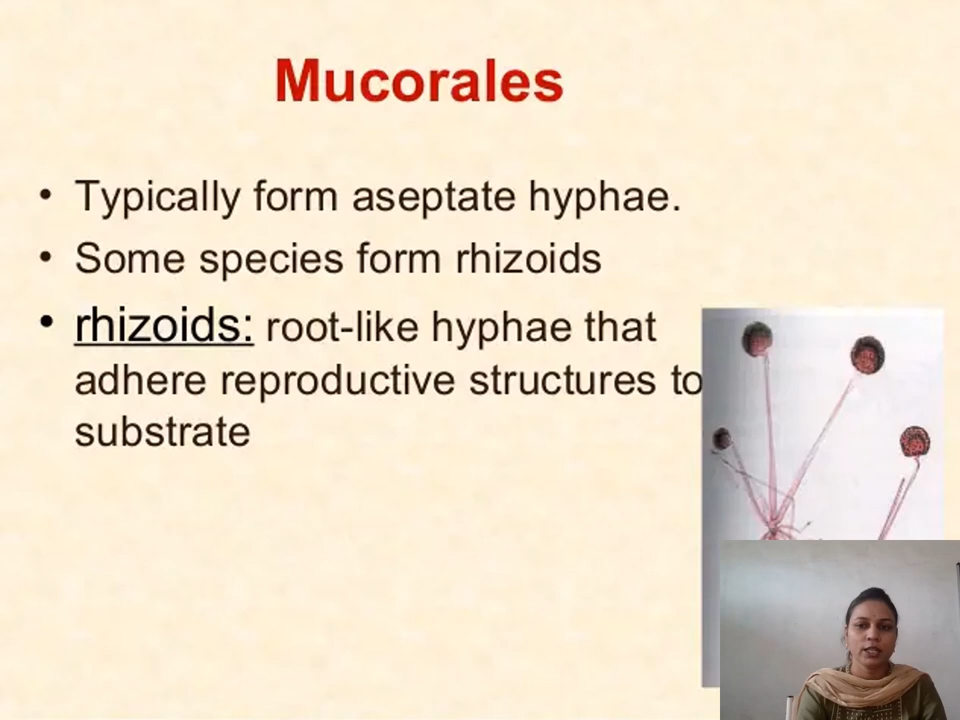 Mucorales
• Typically form aseptate hyphae.
• Some species form rhizoids
• rhizoids: root-like hyphae that
adhere reproductive structures to
substrate